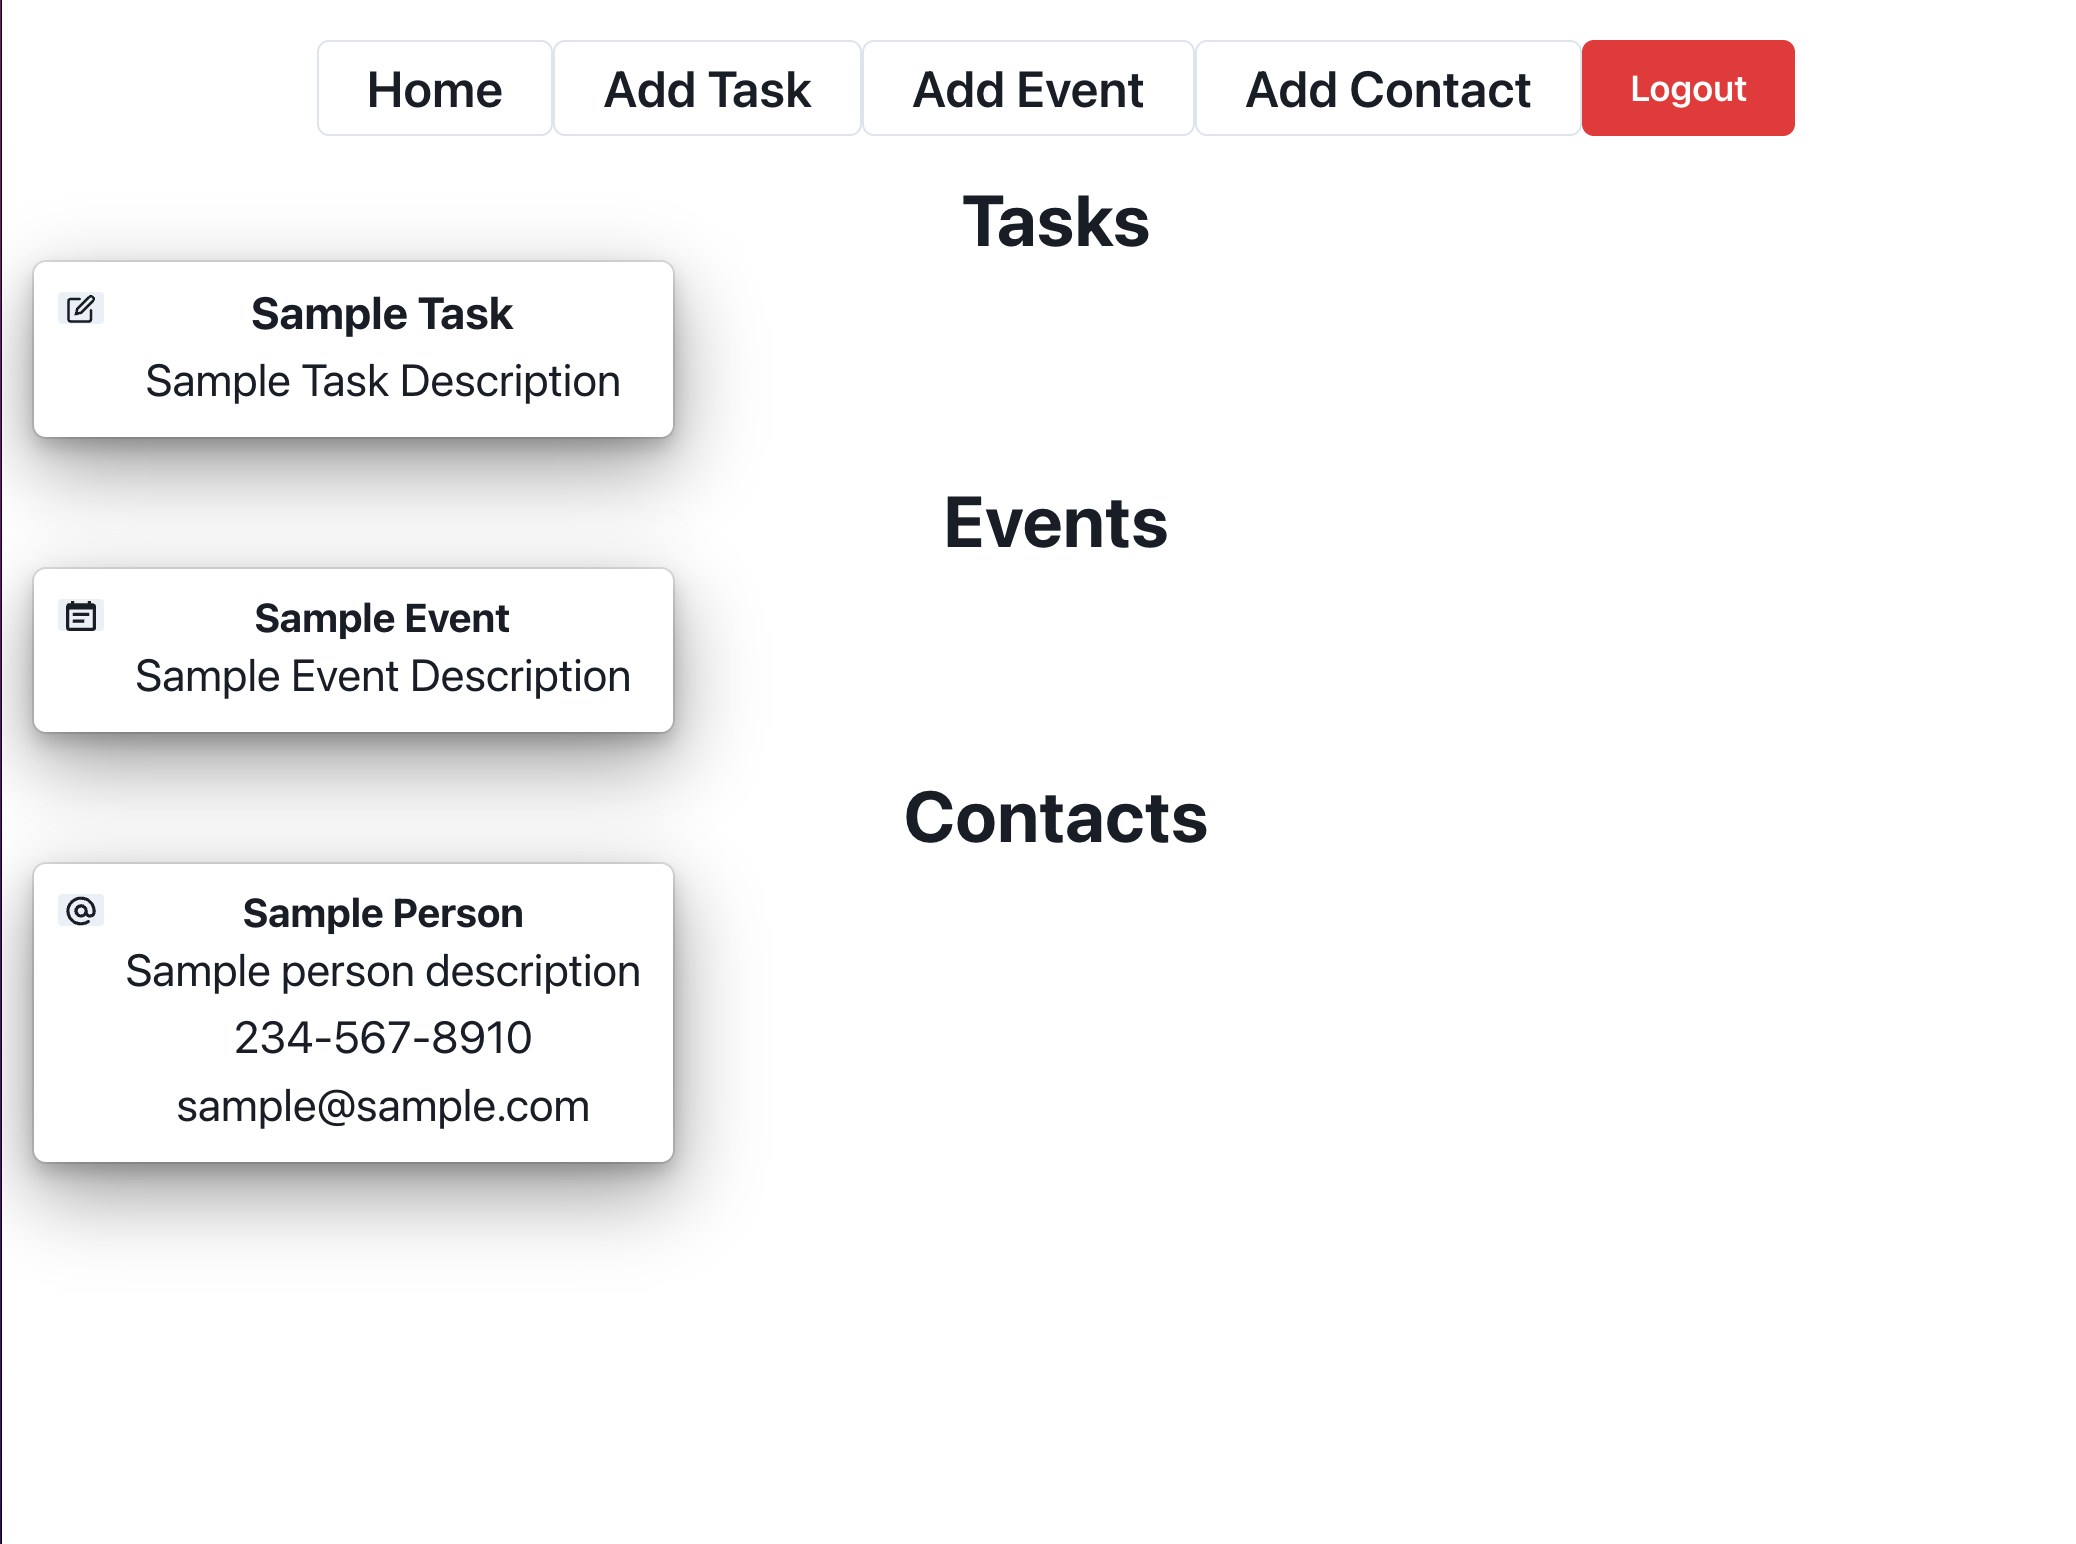 Home Add Task Add Event Add Contact Logout
Tasks
Sample Task
Sample Task Description
Events
Sample Event
Sample Event Description
Contacts
Sample Person
Sample person description
234-567-8910
sample@sample.com